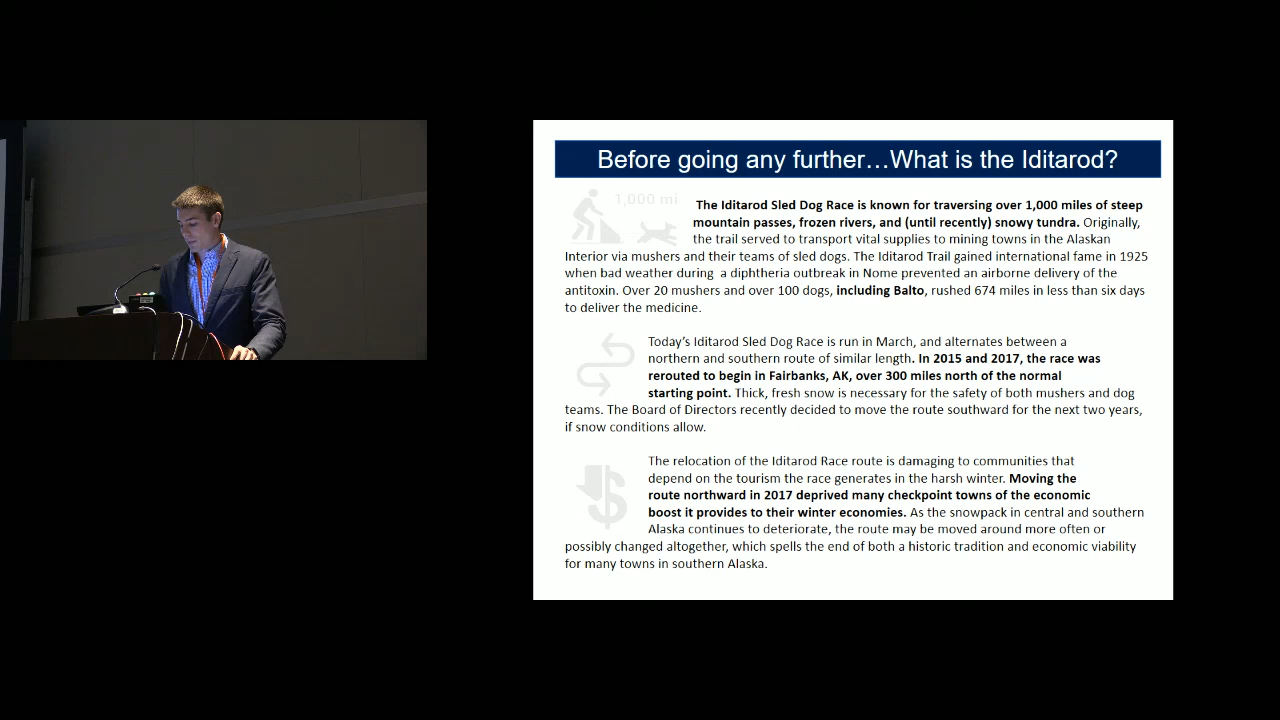 Before going any further…What is the Iditarod?
1,000 mi
The Iditarod Sled Dog Race is known for traversing over 1,000 miles of steep
mountain passes, frozen rivers, and (until recently) snowy tundra. Originally,
the trail served to transport vital supplies to mining towns in the Alaskan
Interior via mushers and their teams of sled dogs. The Iditarod Trail gained international fame in 1925
when bad weather during a diphtheria outbreak in Nome prevented an airborne delivery of the
antitoxin. Over 20 mushers and over 100 dogs, including Balto, rushed 674 miles in less than six days
to deliver the medicine.
Today's Iditarod Sled Dog Race is run in March, and alternates between a
northern and southern route of similar length. In 2015 and 2017, the race was
rerouted to begin in Fairbanks, AK, over 300 miles north of the normal
starting point. Thick, fresh snow is necessary for the safety of both mushers and dog
teams. The Board of Directors recently decided to move the route southward for the next two years,
if snow conditions allow.
$
The relocation of the Iditarod Race route is damaging to communities that
depend on the tourism the race generates in the harsh winter. Moving the
route northward in 2017 deprived many checkpoint towns of the economic
boost it provides to their winter economies. As the snowpack in central and southern
Alaska continues to deteriorate, the route may be moved around more often or
possibly changed altogether, which spells the end of both a historic tradition and economic viability
for many towns in southern Alaska.